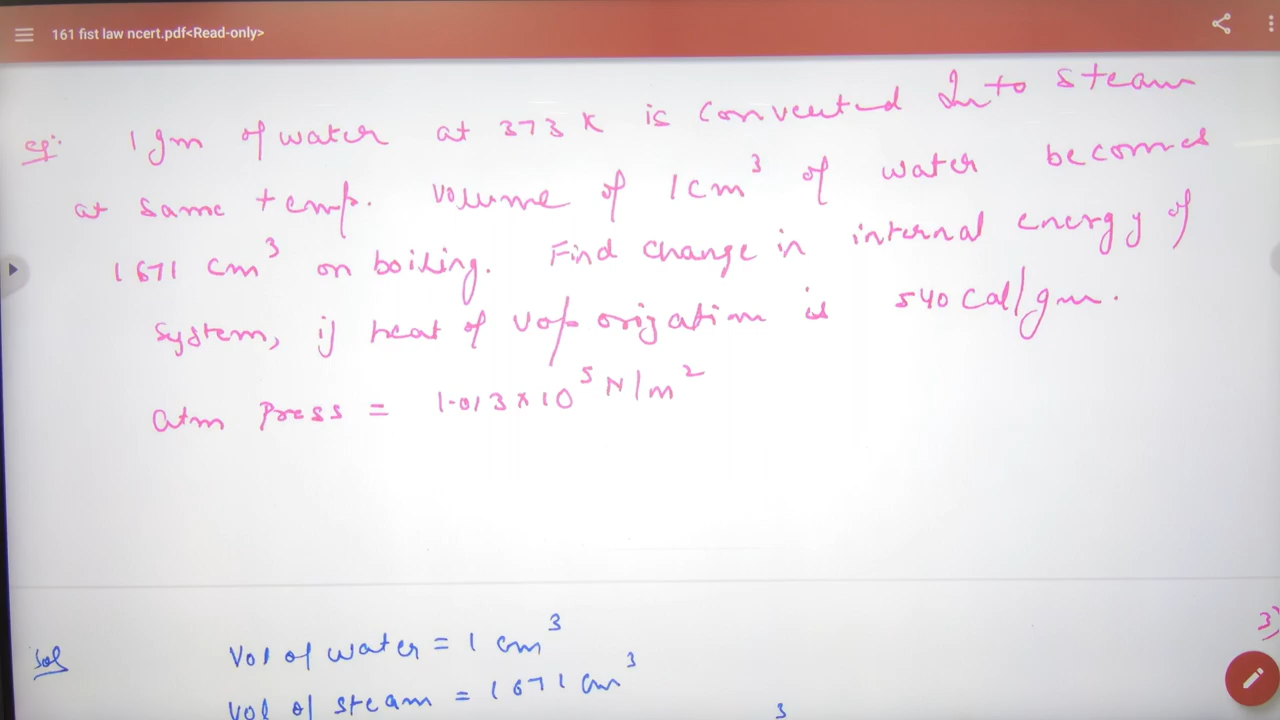 161 fist law ncert.pdf<Read-only>
eg:- 1 gm of water at 373 K is converted Into steam
at same temp. volume of 1 cm³ of water becomes
1671 cm³ on boiling. Find change in internal energy of
system, if heat of vaporization is 540 cal/gm.
atm Press = 1.013 × 10⁵ N/m²
Sol Vol of water = 1 cm³
Vol of steam = 1671 cm³
3
3)